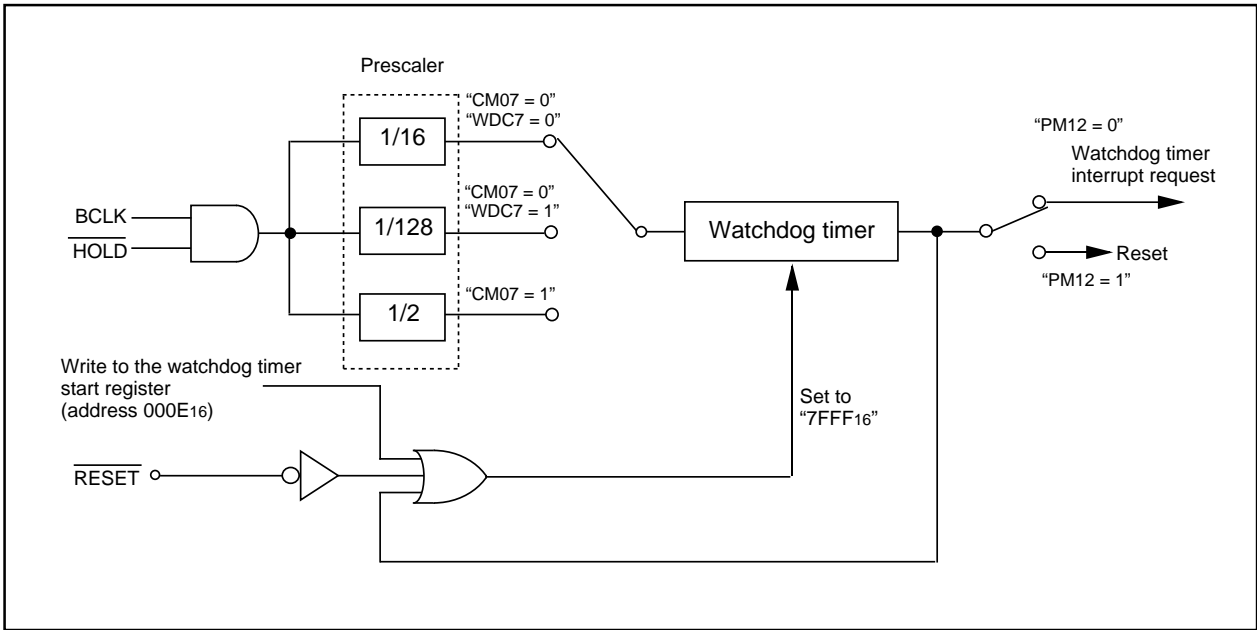 Prescaler
“CM07 = 0”
“WDC7 = 0”
1/16
“PM12 = 0”
Watchdog timer
interrupt request
“CM07 = 0”
“WDC7 = 1”
BCLK
HOLD
1/128
Watchdog timer
Reset
“PM12 = 1”
“CM07 = 1”
1/2
Write to the watchdog timer
start register
(address 000E16)
Set to
“7FFF16”
RESET